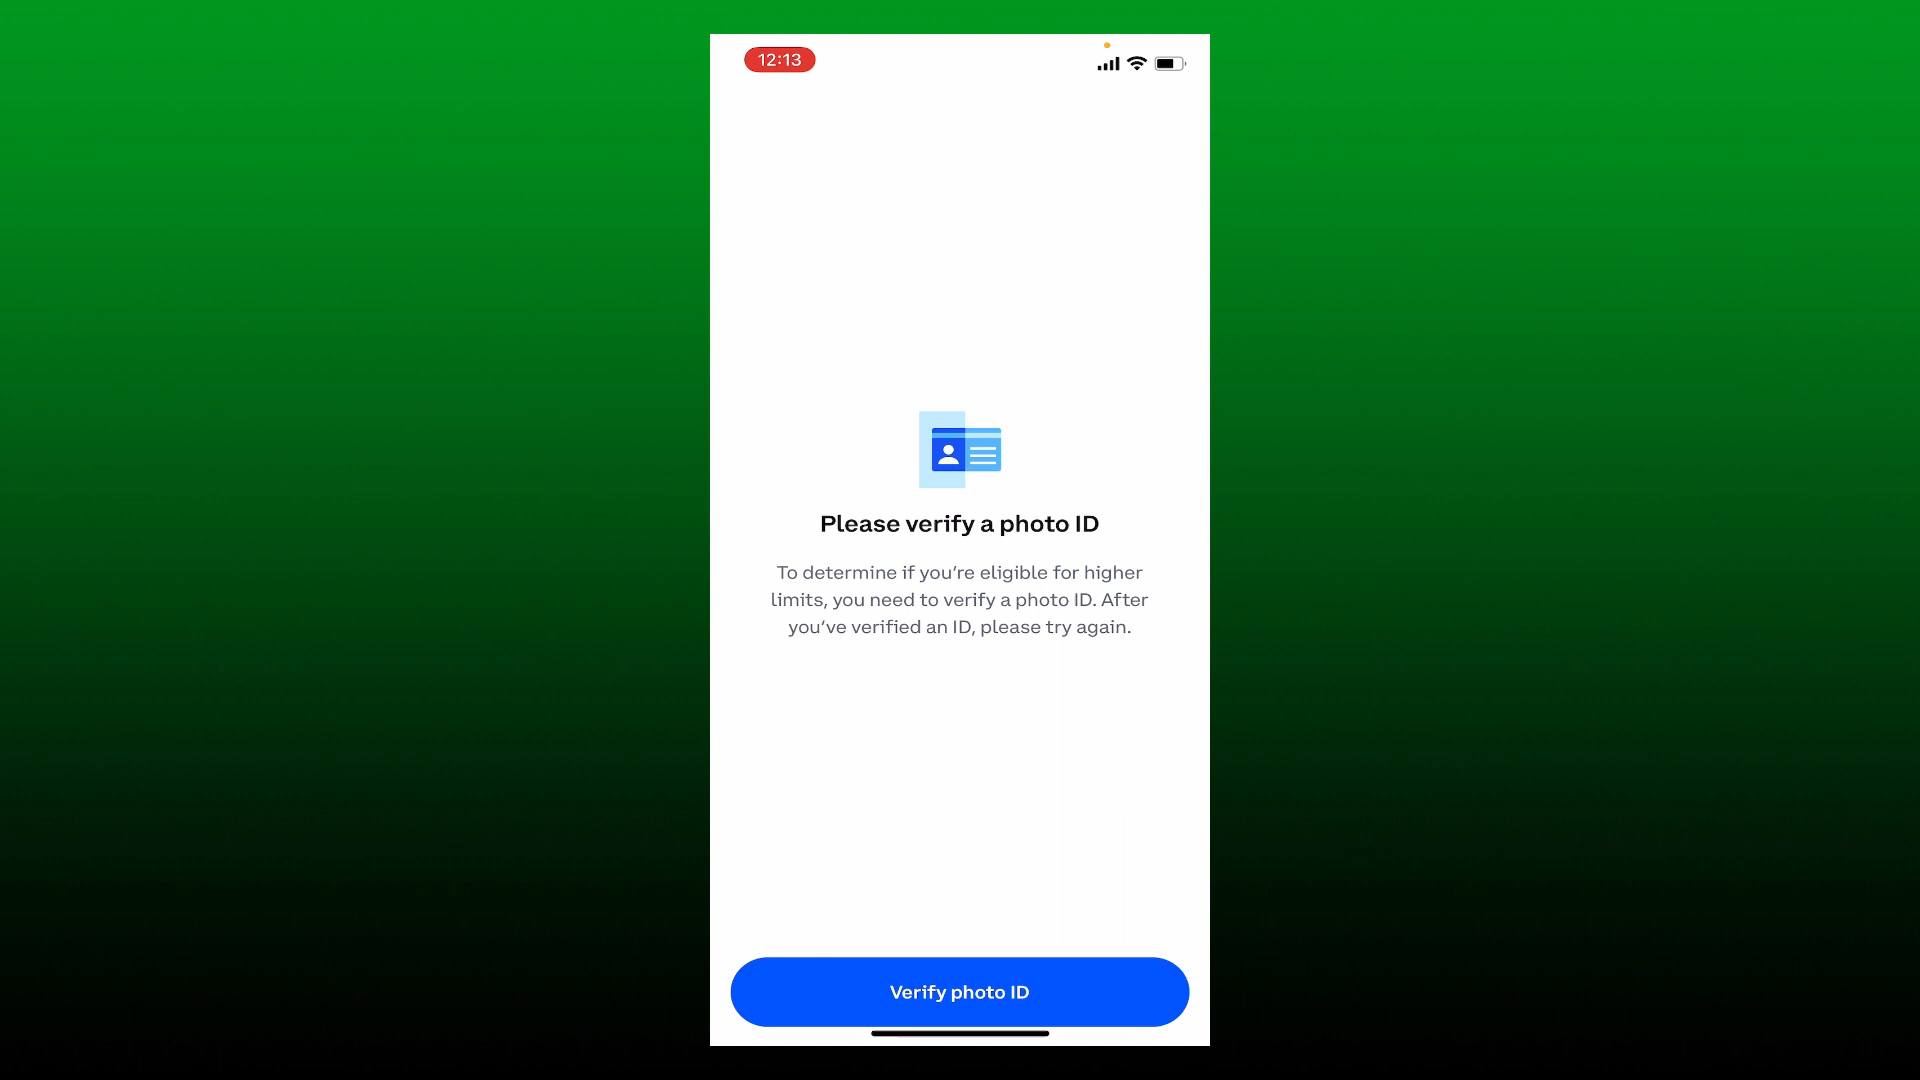 12:13
Please verify a photo ID
To determine if you’re eligible for higher
limits, you need to verify a photo ID. After
you’ve verified an ID, please try again.
Verify photo ID